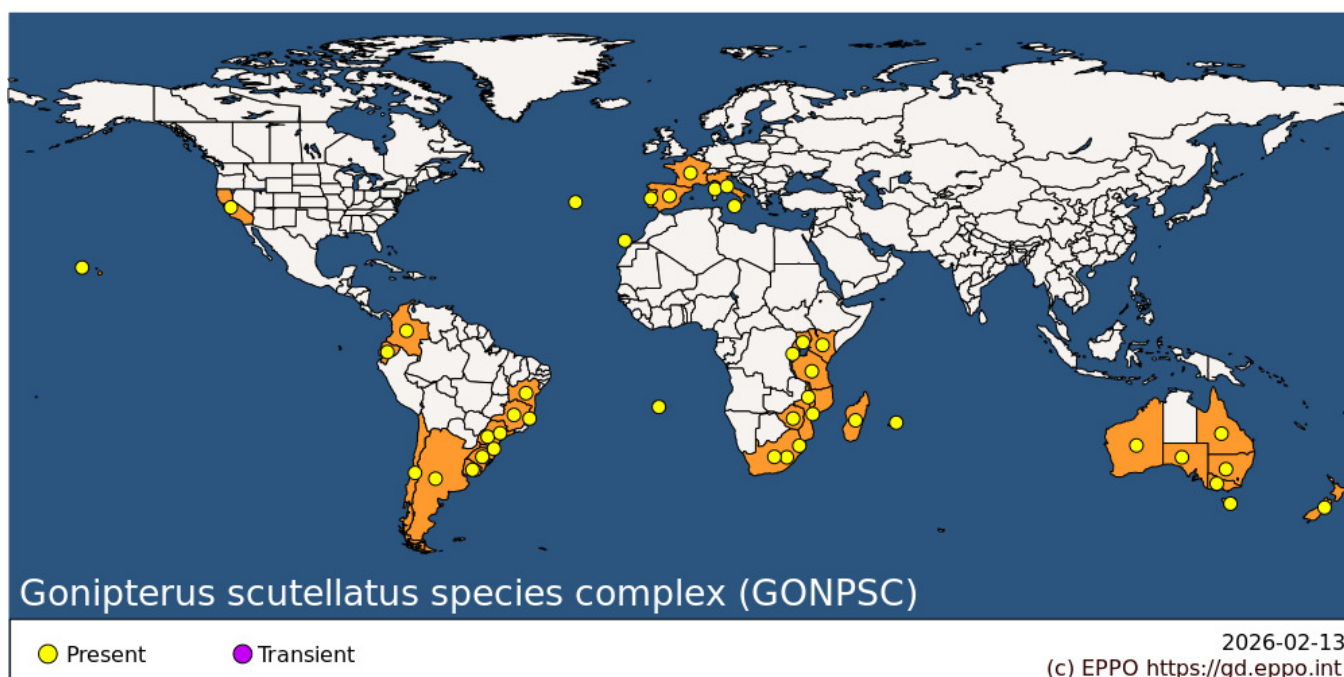 Gonipterus scutellatus species complex (GONPSC)
Present
Transient
2026-02-13
(c) EPPO https://gd.eppo.int